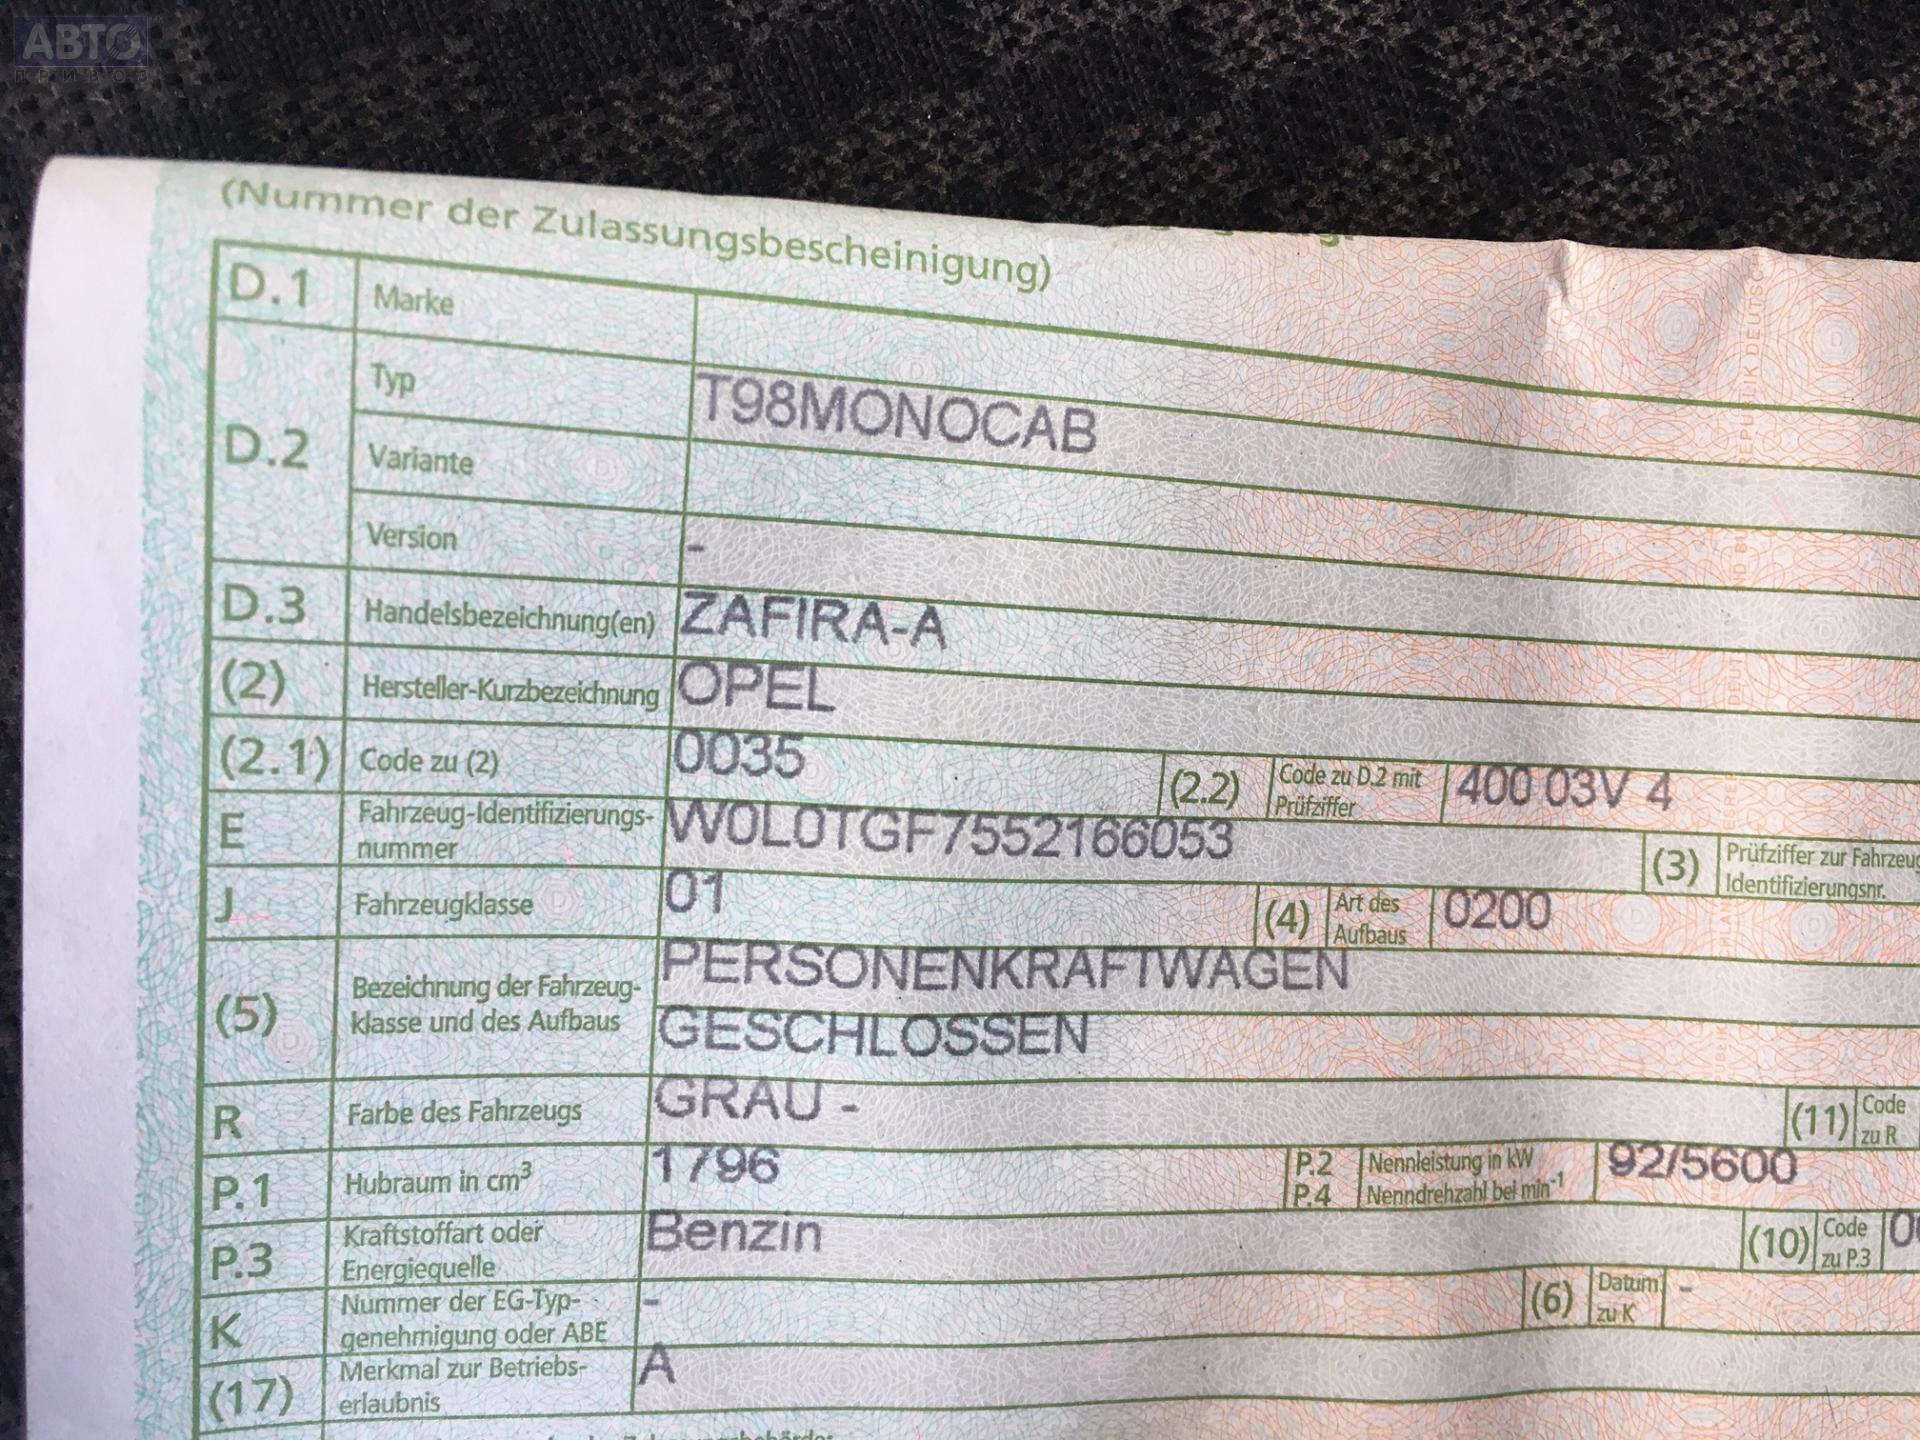 АВТО
ПРИВОЗ
(Nummer der Zulassungsbescheinigung)
D.1 Marke
D.2 Typ T98MONOCAB
Variante
Version -
D.3 Handelsbezeichnung(en) ZAFIRA-A
(2) Hersteller-Kurzbezeichnung OPEL
(2.1) Code zu (2) 0035 (2.2) Code zu D.2 mit Prüfziffer 400 03V 4
E Fahrzeug-Identifizierungs-
nummer W0L0TGF7552166053 (3) Prüfziffer zur Fahrzeug
Identifizierungsnr.
J Fahrzeugklasse 01 (4) Art des Aufbaus 0200
(5) Bezeichnung der Fahrzeug-
klasse und des Aufbaus PERSONENKRAFTWAGEN
GESCHLOSSEN
R Farbe des Fahrzeugs GRAU - (11) Code zu R
P.1 Hubraum in cm³ 1796 P.2 Nennleistung in kW
P.4 Nenndrehzahl bei min⁻¹ 92/5600
P.3 Kraftstoffart oder
Energiequelle Benzin (10) Code zu P.3
K Nummer der EG-Typ-
genehmigung oder ABE - (6) Datum zu K -
(17) Merkmal zur Betriebs-
erlaubnis A